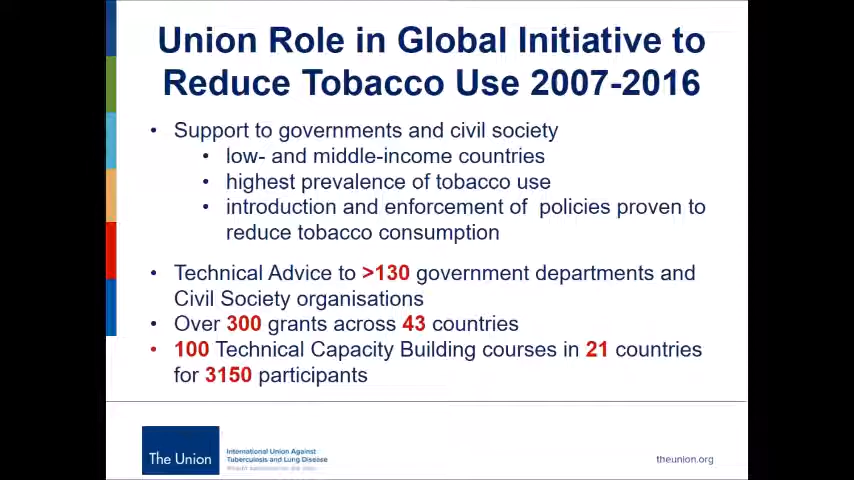 Union Role in Global Initiative to
Reduce Tobacco Use 2007-2016
• Support to governments and civil society
• low- and middle-income countries
• highest prevalence of tobacco use
• introduction and enforcement of policies proven to
reduce tobacco consumption
• Technical Advice to >130 government departments and
Civil Society organisations
• Over 300 grants across 43 countries
• 100 Technical Capacity Building courses in 21 countries
for 3150 participants
The Union
International Union Against
Tuberculosis and Lung Disease
theunion.org